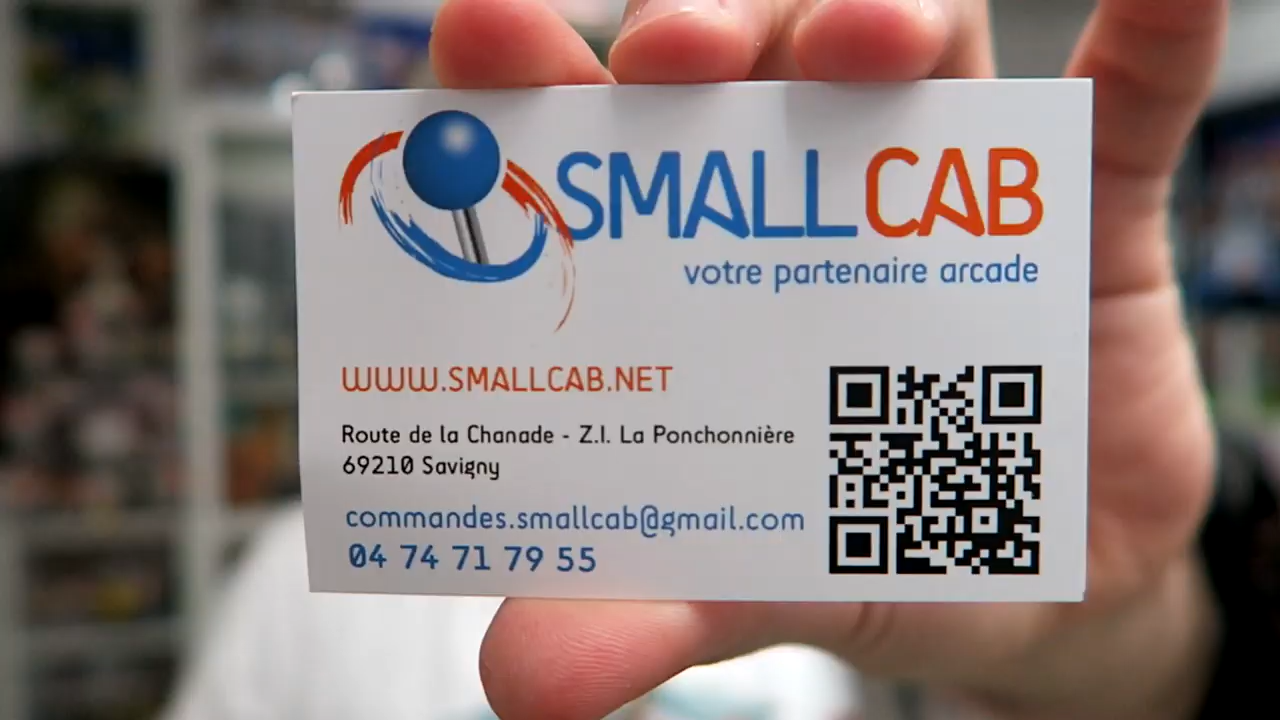 SMALLCAB
votre partenaire arcade
WWW.SMALLCAB.NET
Route de la Chanade - Z.I. La Ponchonnière
69210 Savigny
commandes.smallcab@gmail.com
04 74 71 79 55